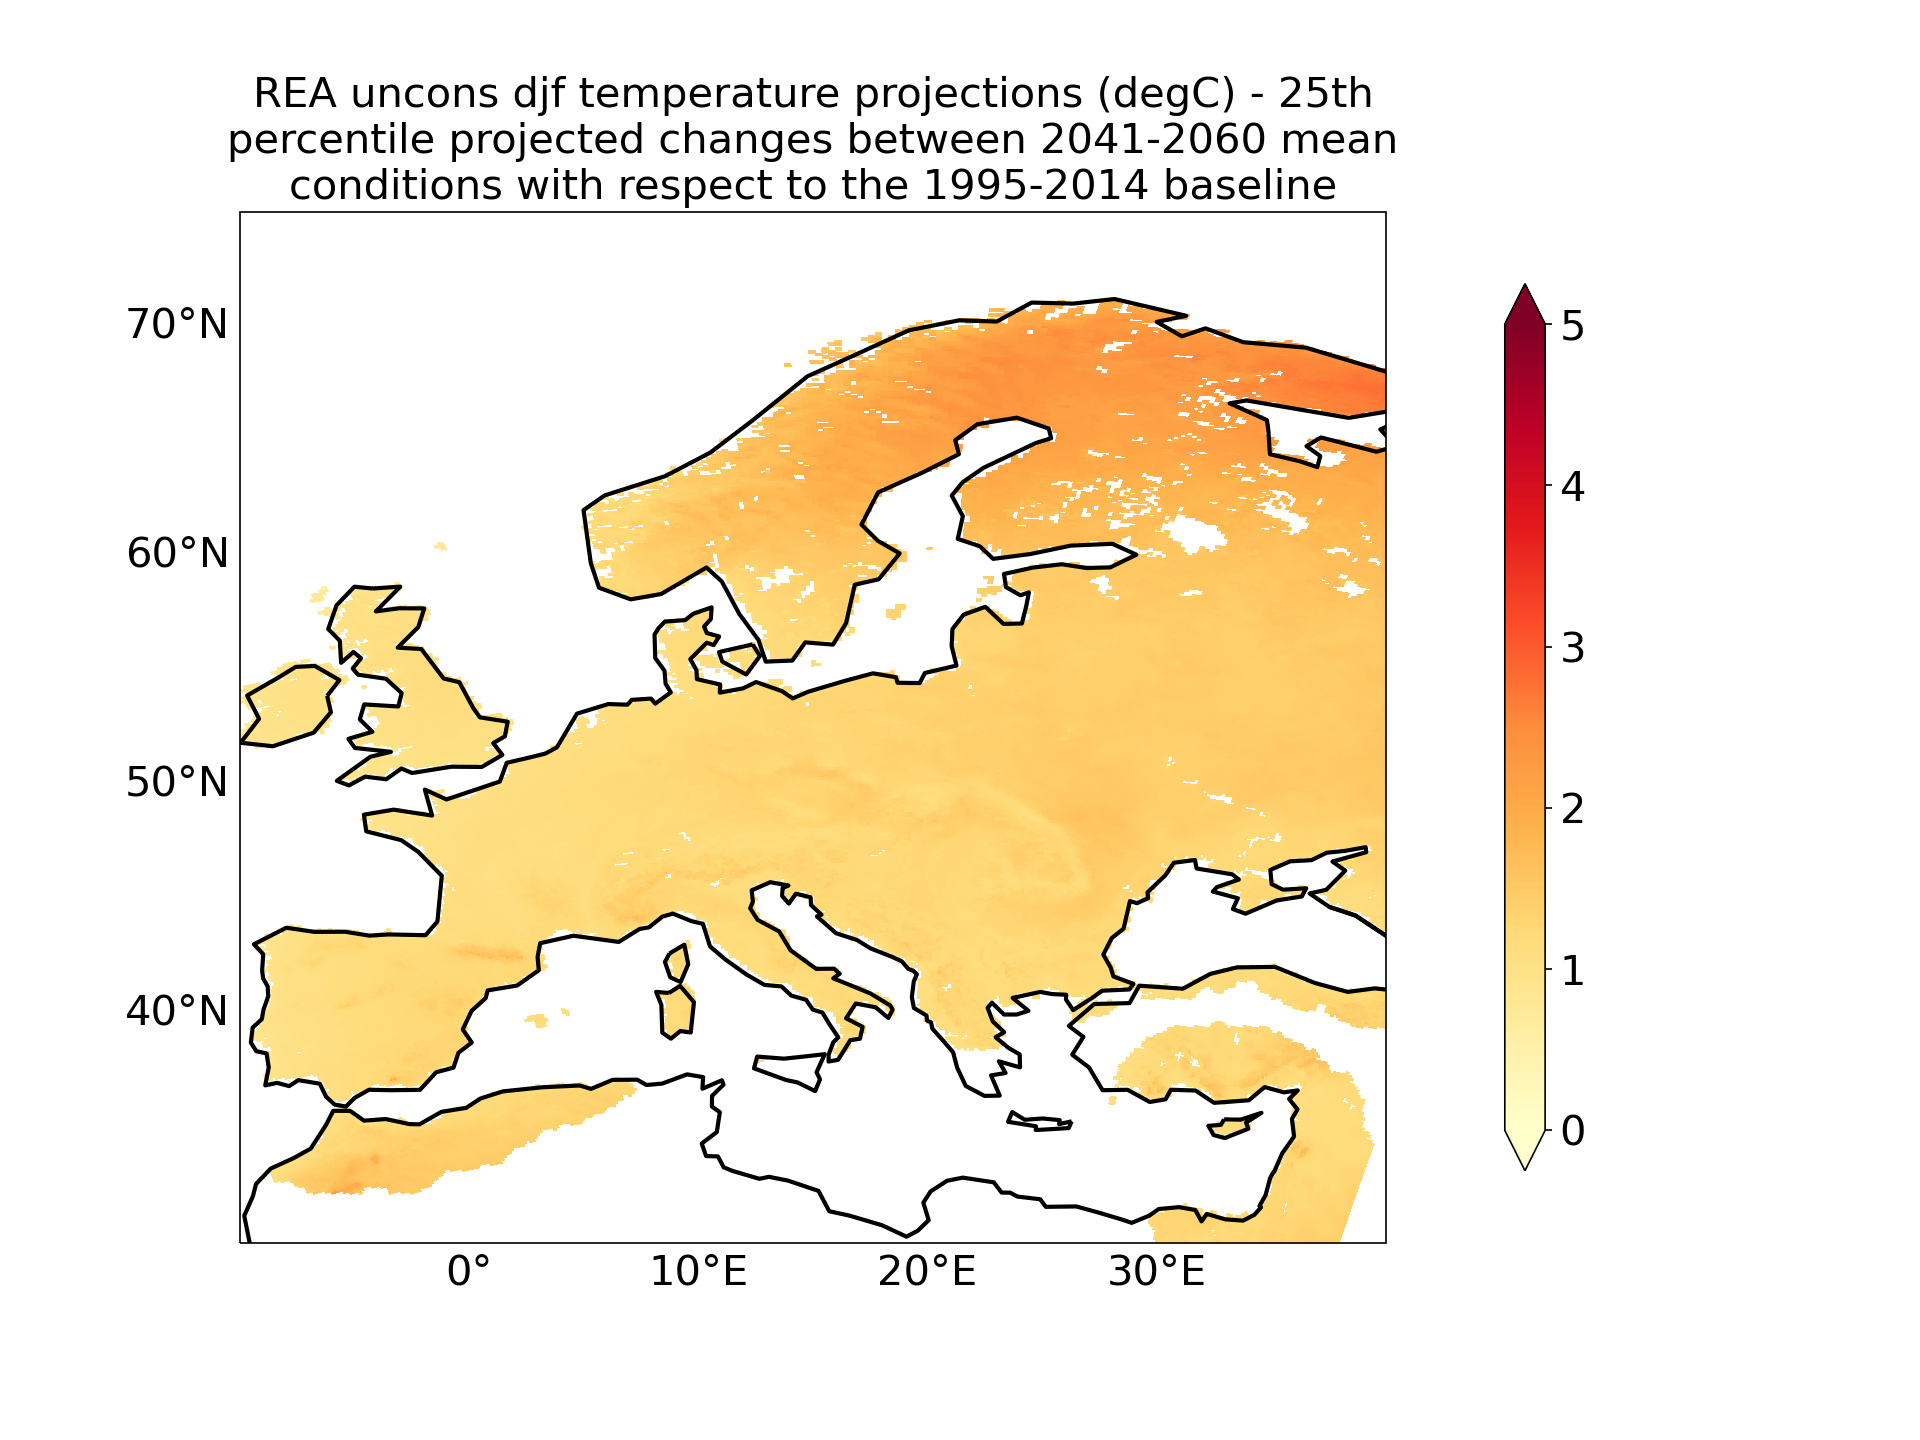 REA uncons djf temperature projections (degC) - 25th
percentile projected changes between 2041-2060 mean
conditions with respect to the 1995-2014 baseline
70°N
60°N
50°N
40°N
0°
10°E
20°E
30°E
5
4
3
2
1
0